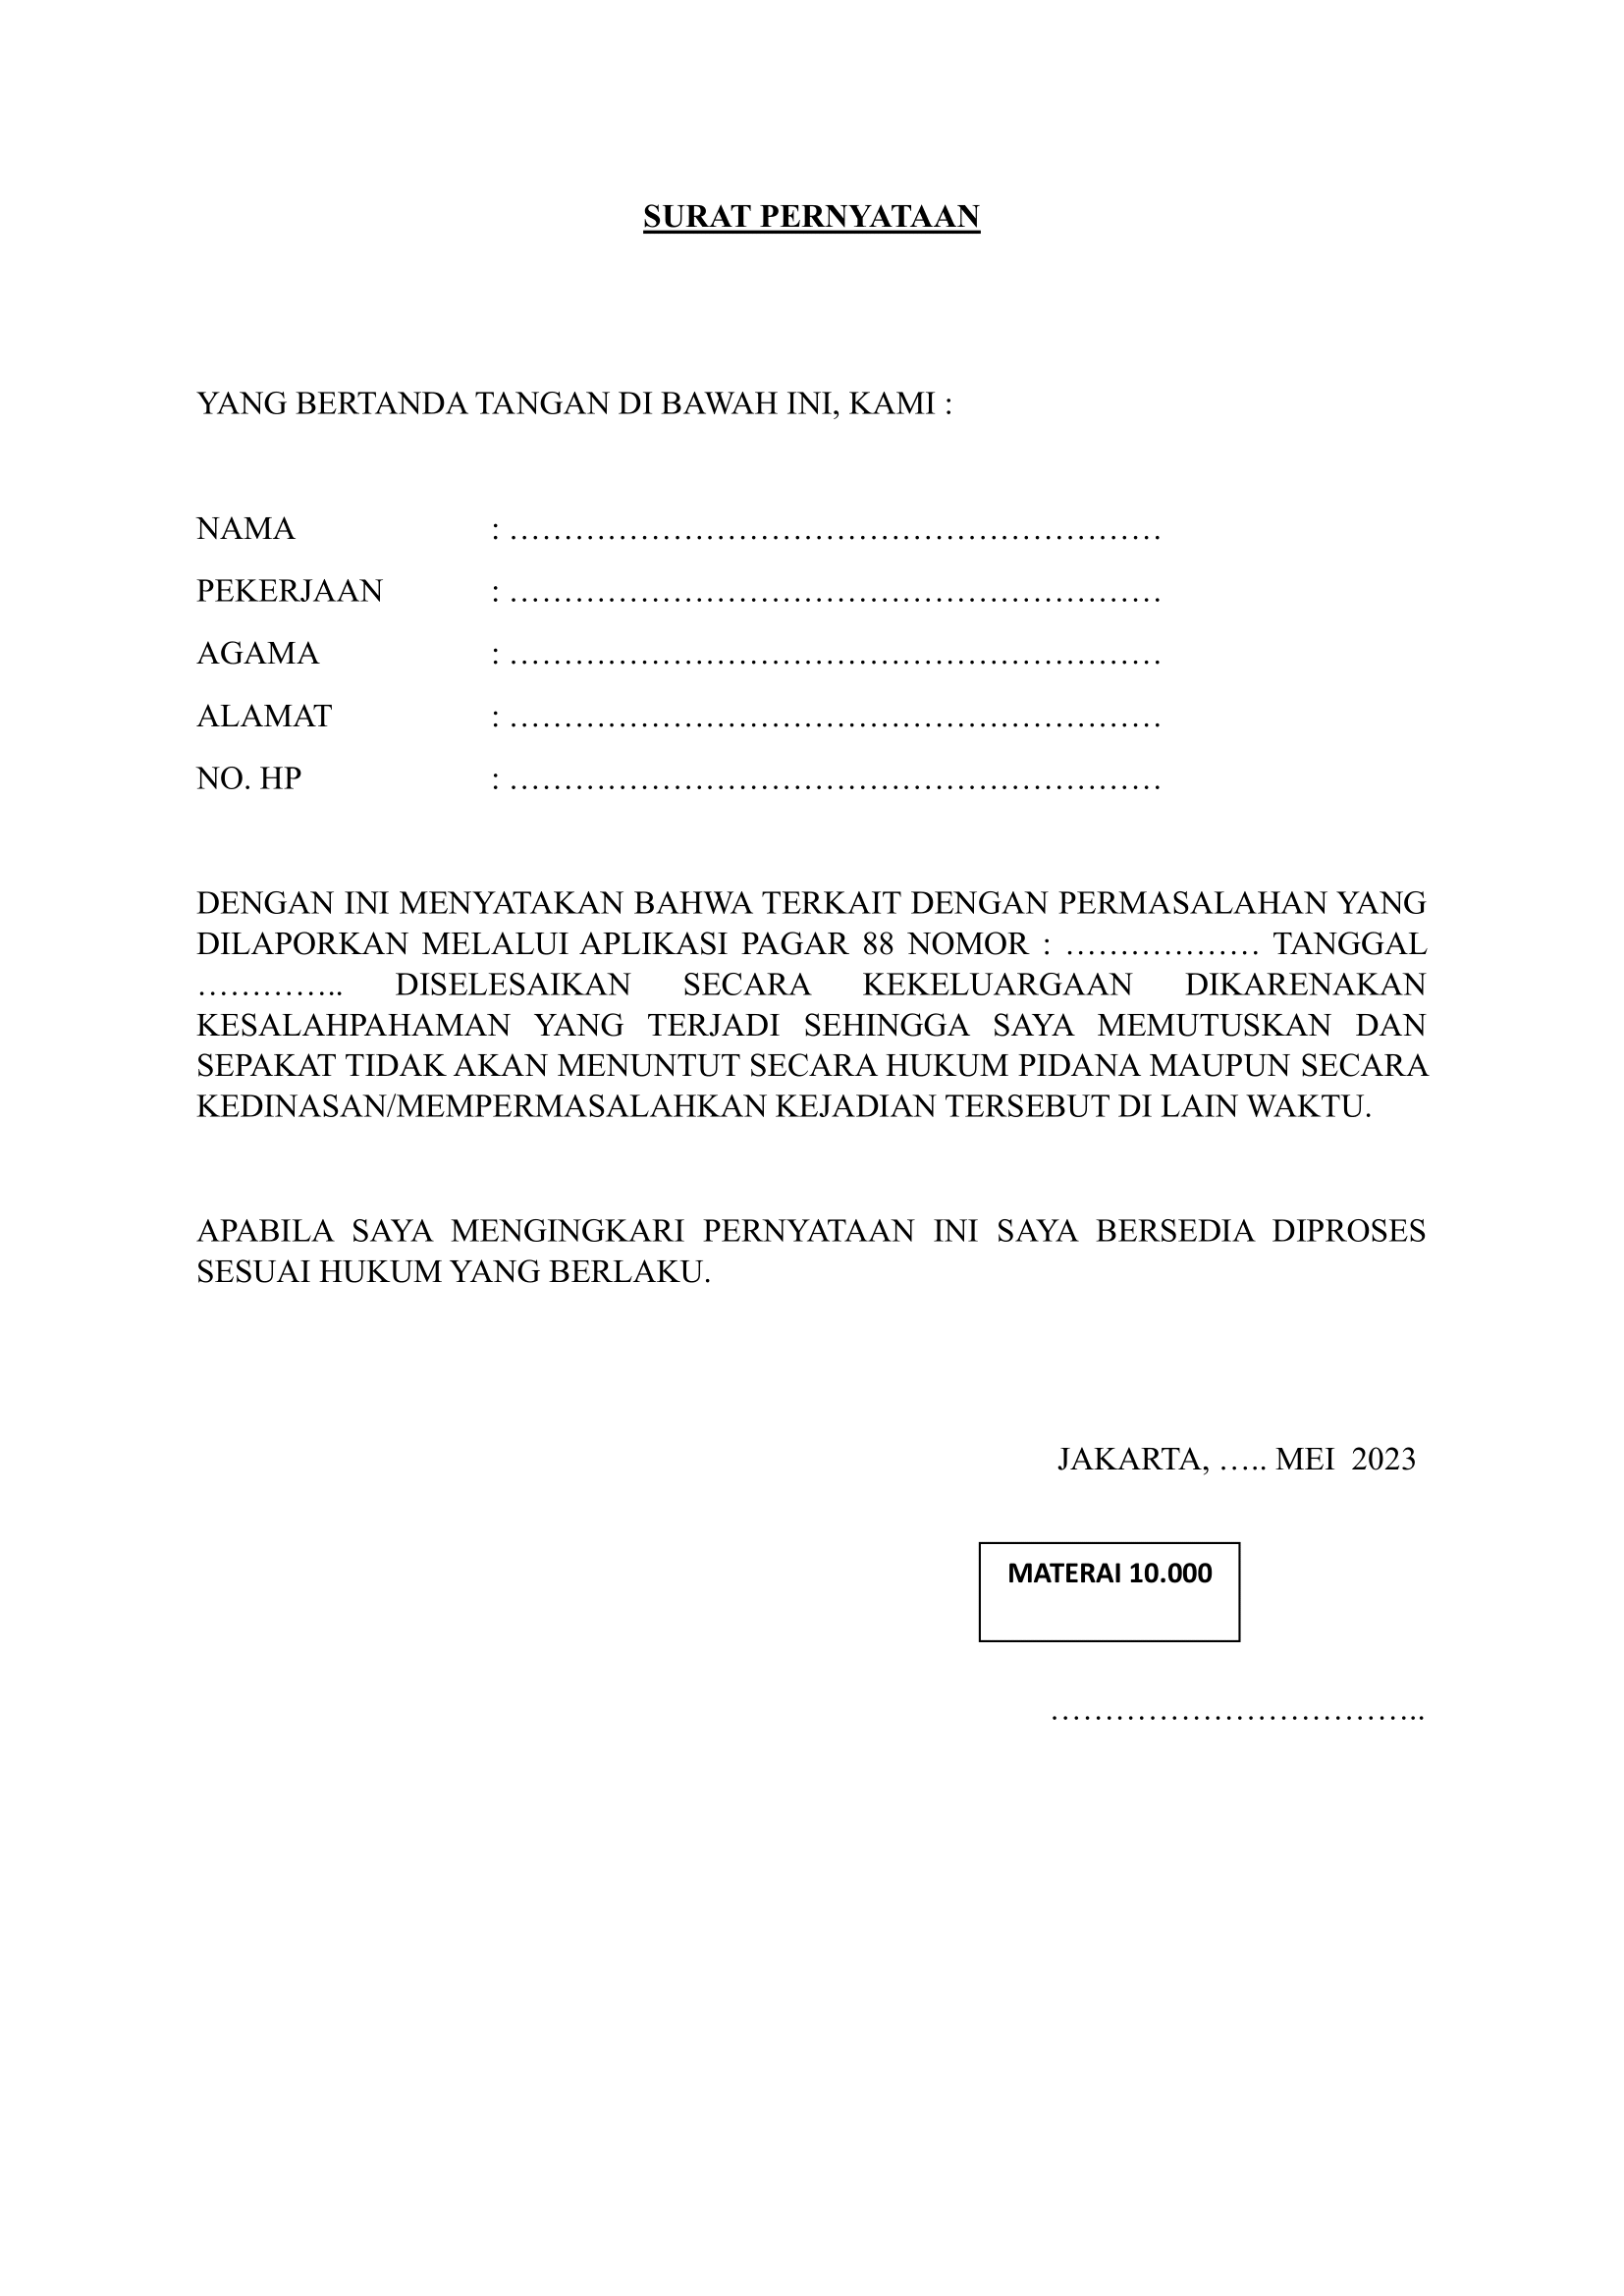 SURAT PERNYATAAN
YANG BERTANDA TANGAN DI BAWAH INI, KAMI :
NAMA : ……………………………………………………
PEKERJAAN : ……………………………………………………
AGAMA : ……………………………………………………
ALAMAT : ……………………………………………………
NO. HP : ……………………………………………………
DENGAN INI MENYATAKAN BAHWA TERKAIT DENGAN PERMASALAHAN YANG
DILAPORKAN MELALUI APLIKASI PAGAR 88 NOMOR : ……………… TANGGAL
………….. DISELESAIKAN SECARA KEKELUARGAAN DIKARENAKAN
KESALAHPAHAMAN YANG TERJADI SEHINGGA SAYA MEMUTUSKAN DAN
SEPAKAT TIDAK AKAN MENUNTUT SECARA HUKUM PIDANA MAUPUN SECARA
KEDINASAN/MEMPERMASALAHKAN KEJADIAN TERSEBUT DI LAIN WAKTU.
APABILA SAYA MENGINGKARI PERNYATAAN INI SAYA BERSEDIA DIPROSES
SESUAI HUKUM YANG BERLAKU.
JAKARTA, ….. MEI 2023
MATERAI 10.000
……………………………..